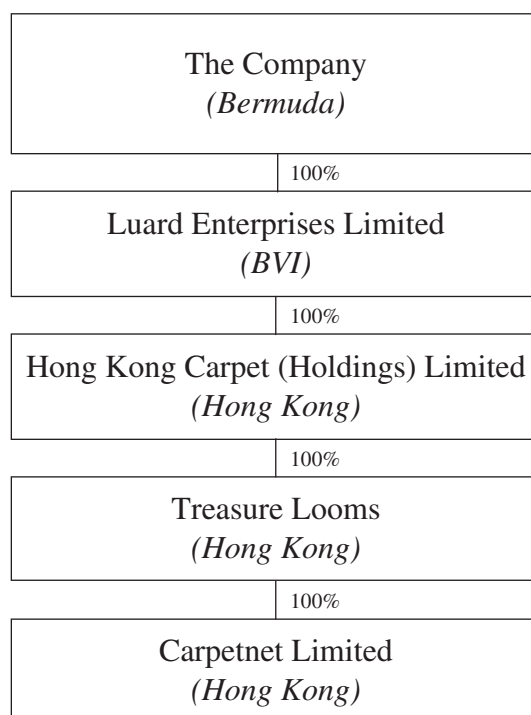 The Company
(Bermuda)
100%
Luard Enterprises Limited
(BVI)
100%
Hong Kong Carpet (Holdings) Limited
(Hong Kong)
100%
Treasure Looms
(Hong Kong)
100%
Carpetnet Limited
(Hong Kong)